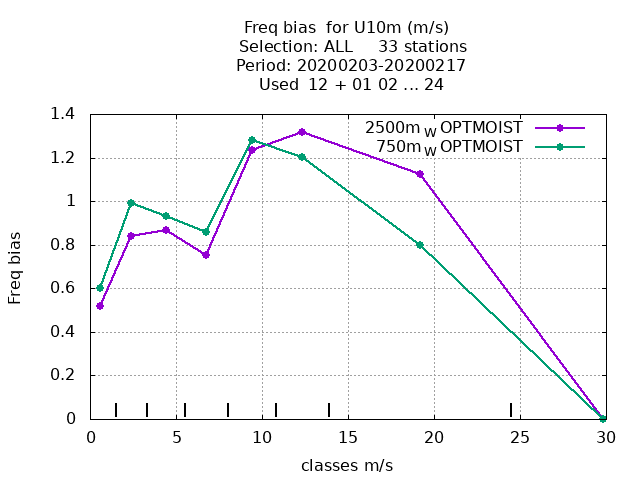 Freq bias  for U10m (m/s)
Selection: ALL     33 stations
Period: 20200203-20200217
Used  12 + 01 02 ... 24
1.4
1.2
1
0.8
0.6
0.4
0.2
0
Freq bias
2500m W OPTMOIST
750m W OPTMOIST
0 5 10 15 20 25 30
classes m/s